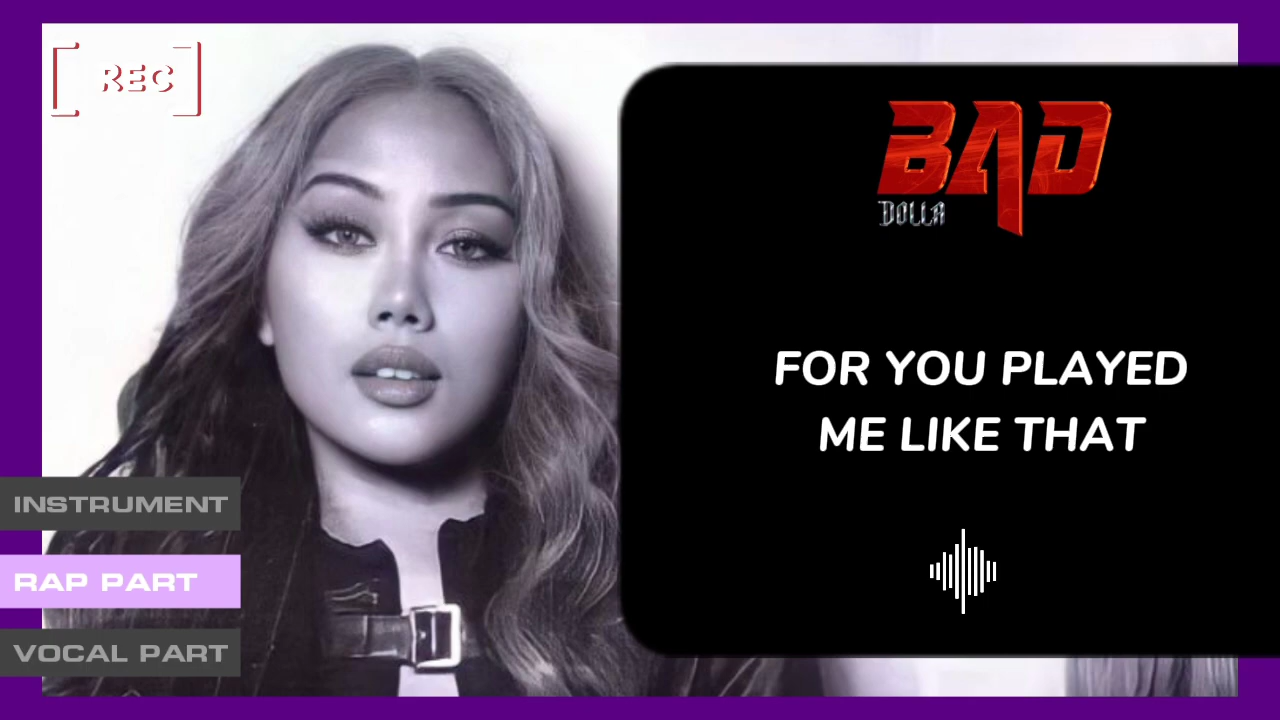 REC
BAD
DOLLA
FOR YOU PLAYED
ME LIKE THAT
INSTRUMENT
RAP PART
VOCAL PART